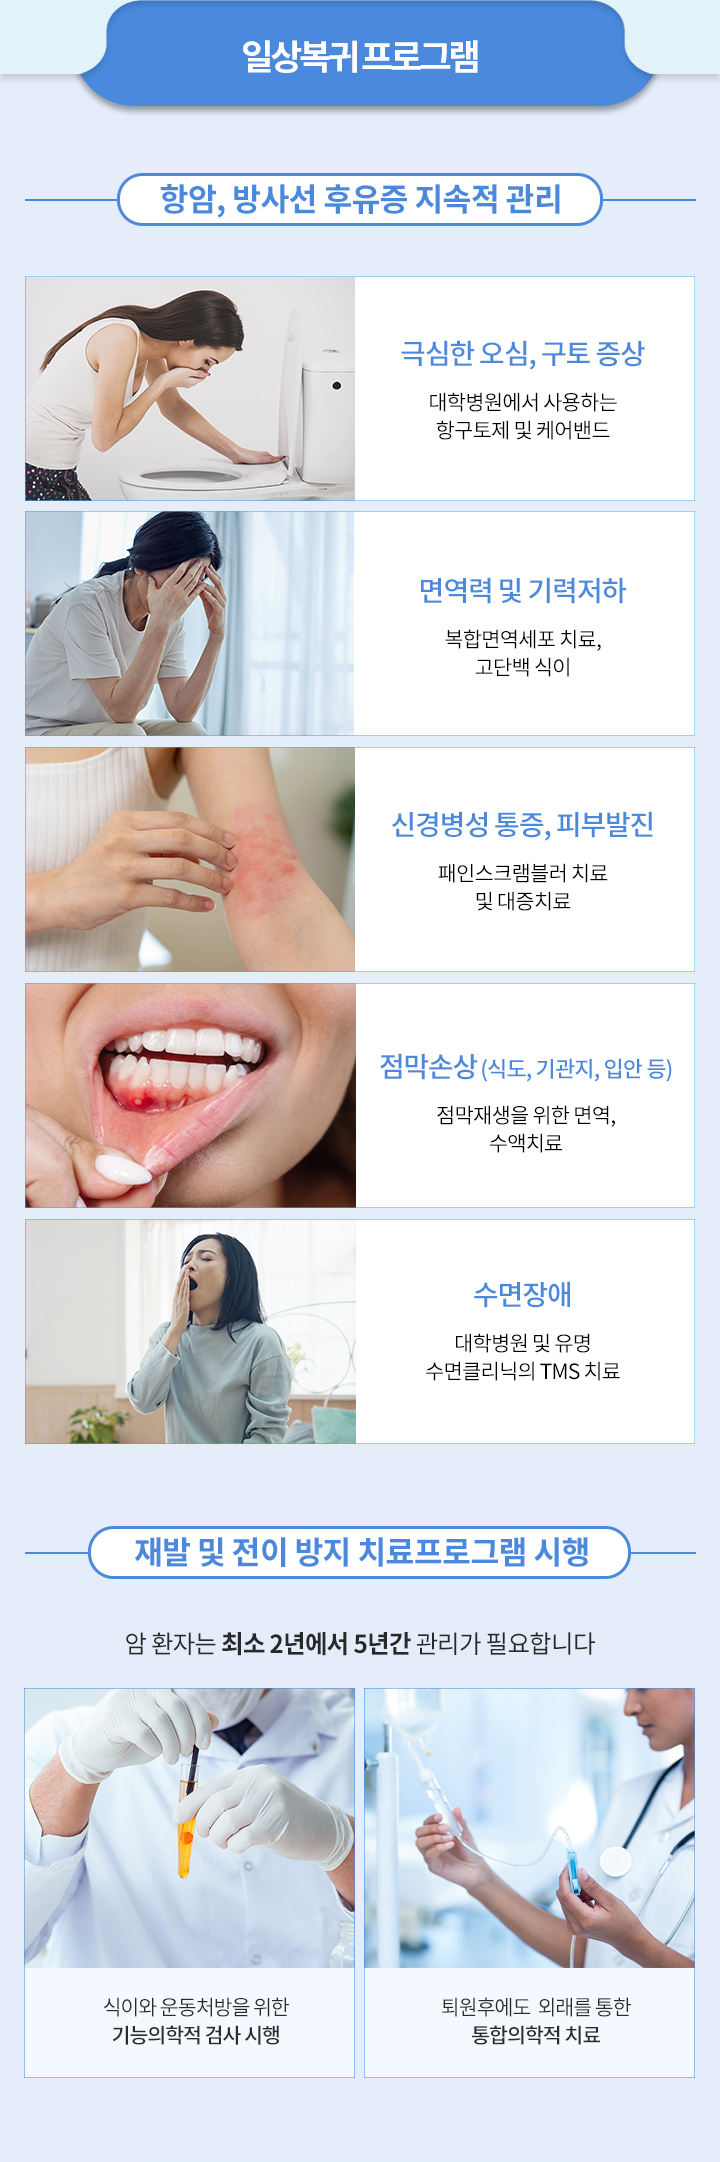 일상복귀 프로그램
항암, 방사선 후유증 지속적 관리
극심한 오심, 구토 증상
대학병원에서 사용하는
항구토제 및 케어밴드
면역력 및 기력저하
복합면역세포 치료,
고단백 식이
신경병성 통증, 피부발진
패인스크램블러 치료
및 대증치료
점막손상 (식도, 기관지, 입안 등)
점막재생을 위한 면역,
수액치료
수면장애
대학병원 및 유명
수면클리닉의 TMS 치료
재발 및 전이 방지 치료프로그램 시행
암 환자는 최소 2년에서 5년간 관리가 필요합니다
식이와 운동처방을 위한
기능의학적 검사 시행
퇴원후에도 외래를 통한
통합의학적 치료